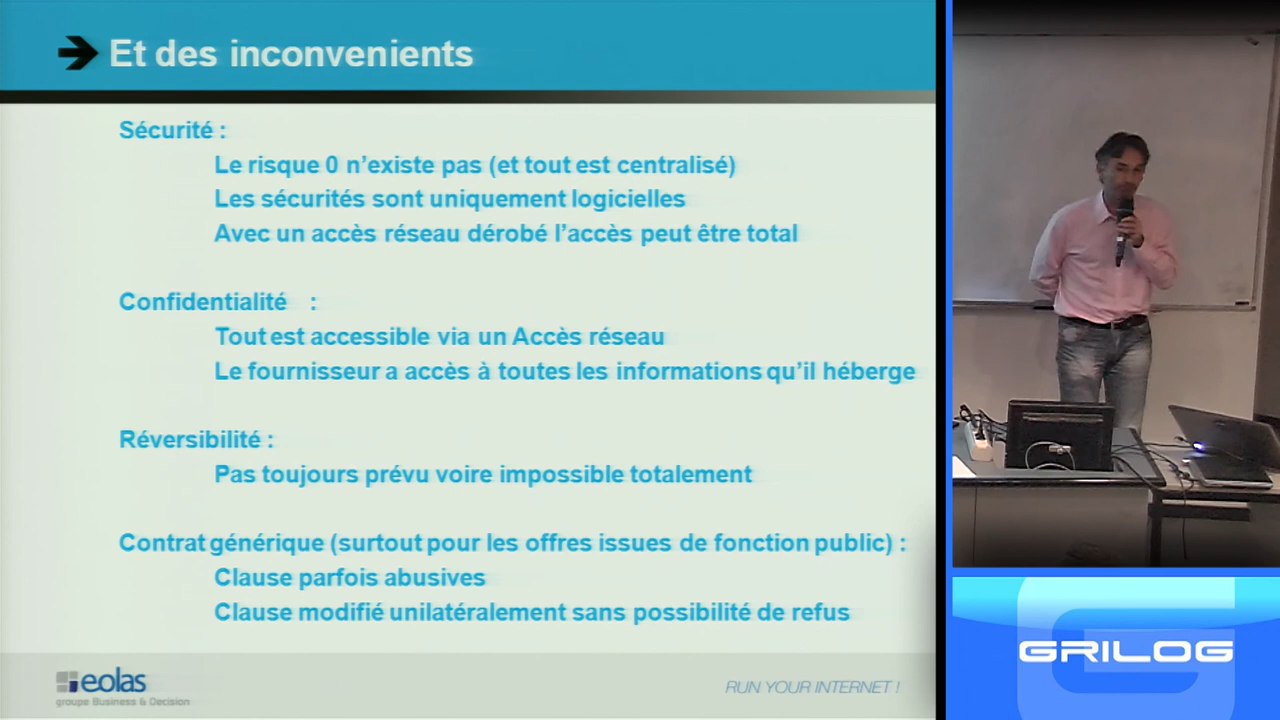 Et des inconvenients
Sécurité :
Le risque 0 n'existe pas (et tout est centralisé)
Les sécurités sont uniquement logicielles
Avec un accès réseau dérobé l'accès peut être total
Confidentialité :
Tout est accessible via un Accès réseau
Le fournisseur a accès à toutes les informations qu'il héberge
Réversibilité :
Pas toujours prévu voire impossible totalement
Contrat générique (surtout pour les offres issues de fonction public) :
Clause parfois abusives
Clause modifié unilatéralement sans possibilité de refus
eolas
groupe Business & Decision
RUN YOUR INTERNET !
GRILOG